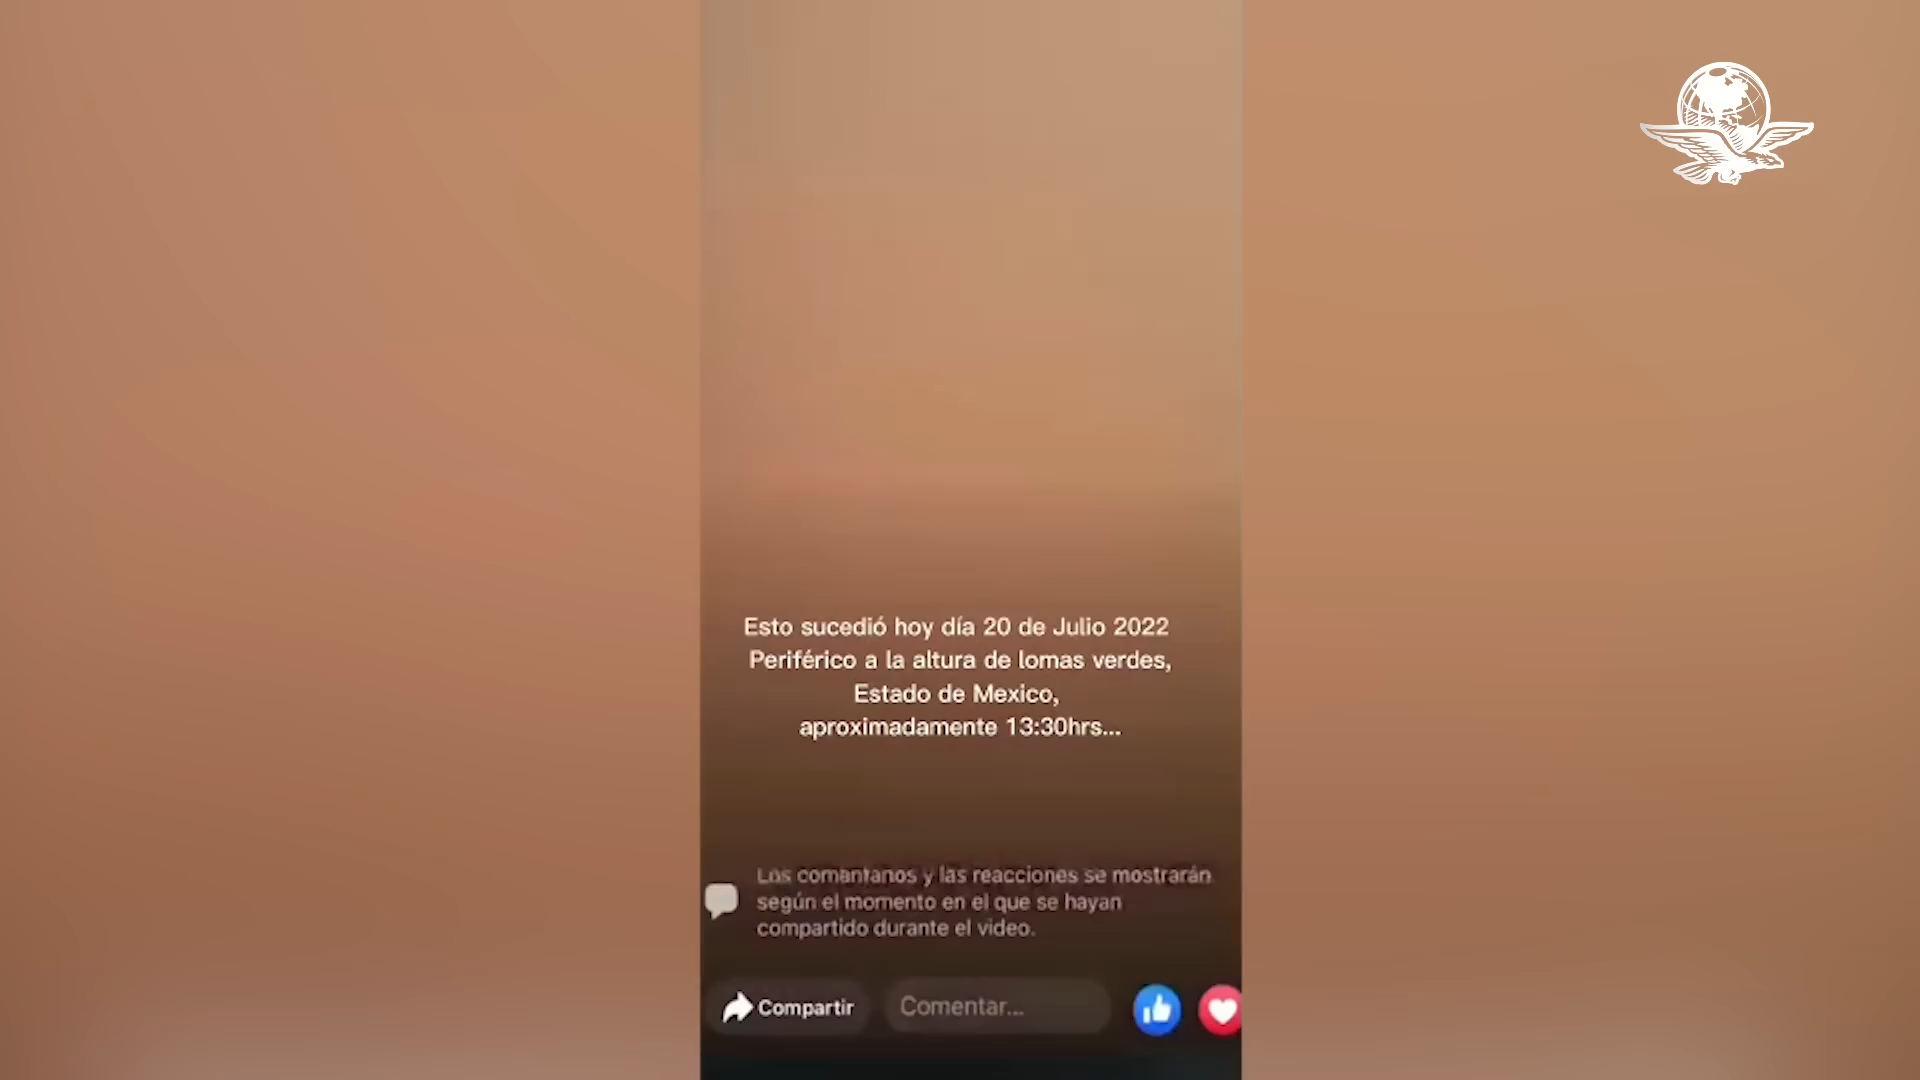 Esto sucedió hoy día 20 de Julio 2022
Periférico a la altura de lomas verdes,
Estado de Mexico,
aproximadamente 13:30hrs...
Los comentarios y las reacciones se mostrarán
según el momento en el que se hayan
compartido durante el video.
Compartir
Comentar...